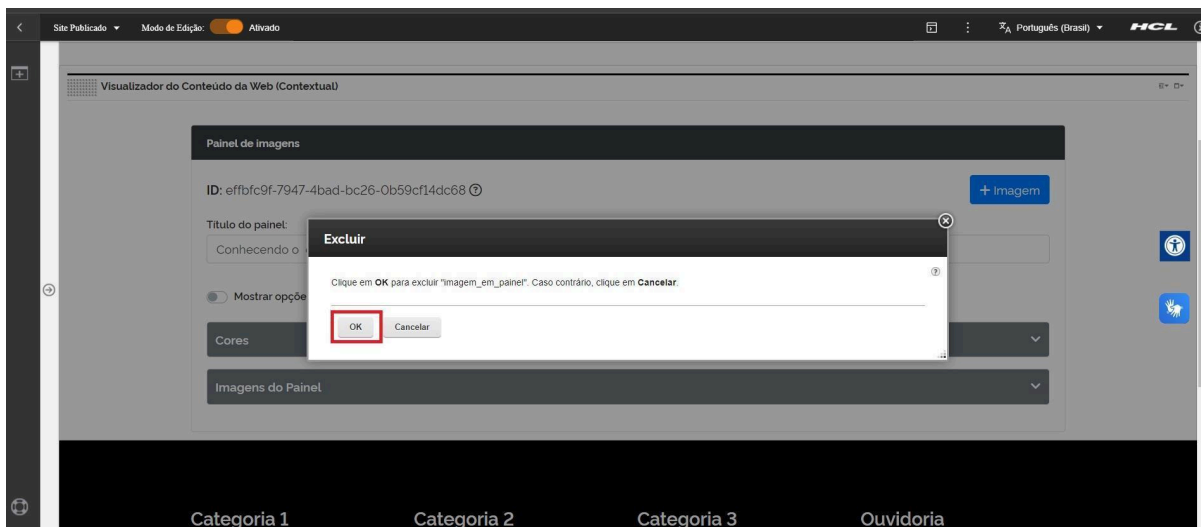 Site Publicado Modo de Edição: Ativado Português (Brasil) HCL
Visualizador do Conteúdo da Web (Contextual)
Painel de imagens
ID: effbfc9f-7947-4bad-bc26-0b59cf14dc68
+ Imagem
Título do painel:
Conhecendo o
Excluir
Clique em OK para excluir "imagem_em_painel". Caso contrário, clique em Cancelar.
Mostrar opçõe
OK Cancelar
Cores
Imagens do Painel
Categoria 1 Categoria 2 Categoria 3 Ouvidoria